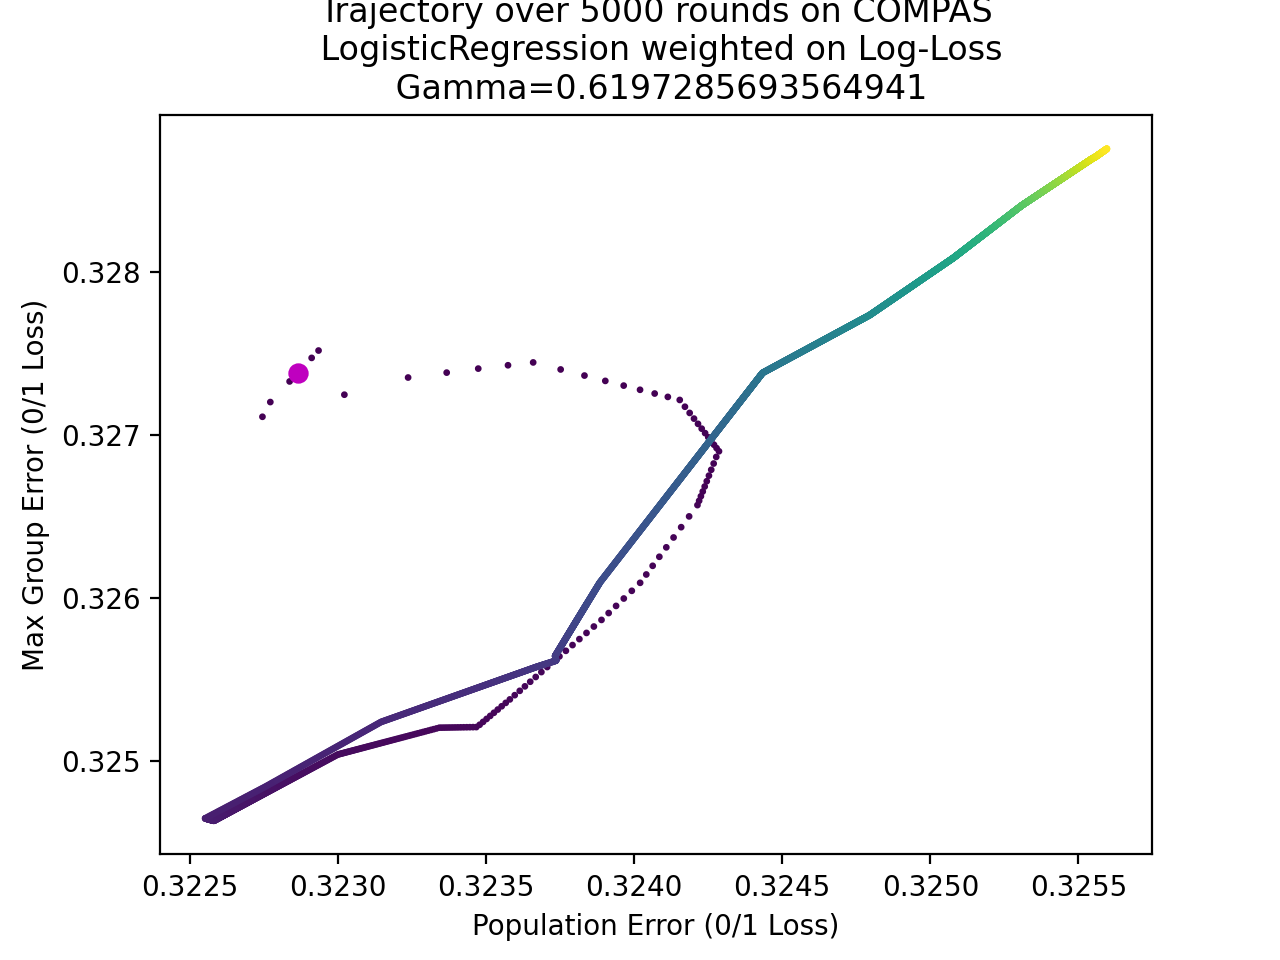 Trajectory over 5000 rounds on COMPAS
LogisticRegression weighted on Log-Loss
Gamma=0.6197285693564941
Max Group Error (0/1 Loss)
0.328
0.327
0.326
0.325
0.3225 0.3230 0.3235 0.3240 0.3245 0.3250 0.3255
Population Error (0/1 Loss)